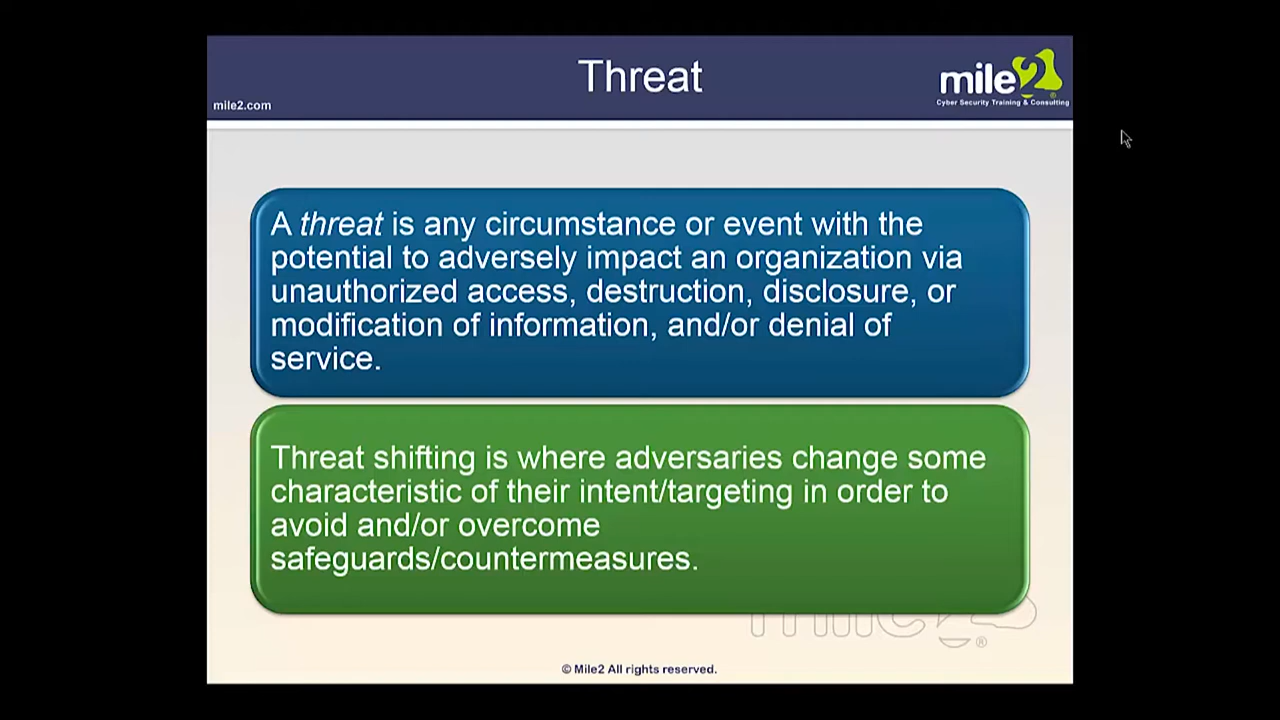 Threat
mile2
mile2.com
Cyber Security Training & Consulting
A threat is any circumstance or event with the
potential to adversely impact an organization via
unauthorized access, destruction, disclosure, or
modification of information, and/or denial of
service.
Threat shifting is where adversaries change some
characteristic of their intent/targeting in order to
avoid and/or overcome
safeguards/countermeasures.
mile2®
© Mile2 All rights reserved.